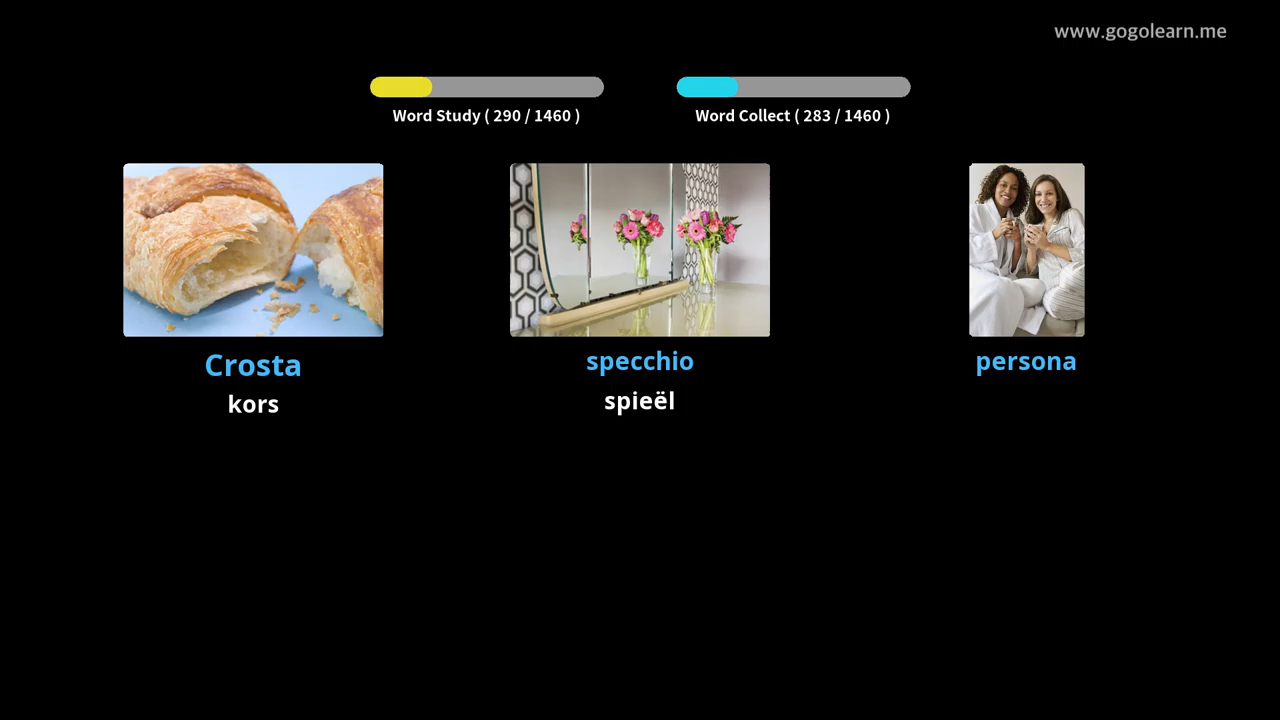 www.gogolearn.me
Word Study ( 290 / 1460 )
Word Collect ( 283 / 1460 )
Crosta
kors
specchio
spieël
persona